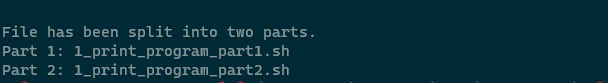 File has been split into two parts.
Part 1: 1_print_program_part1.sh
Part 2: 1_print_program_part2.sh